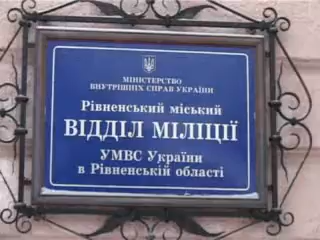 МІНІСТЕРСТВО
ВНУТРІШНІХ СПРАВ УКРАЇНИ
Рівненський міський
ВІДДІЛ МІЛІЦІЇ
УМВС України
в Рівненській області